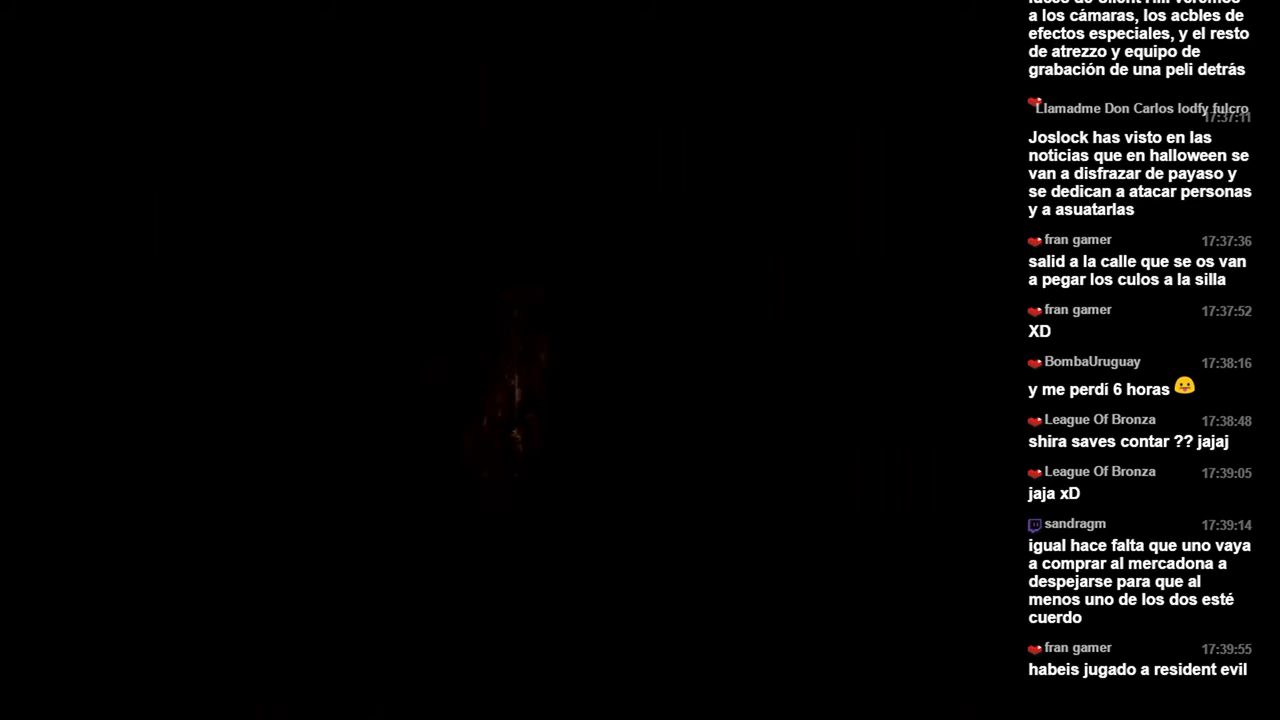 a los cámaras, los acbles de
efectos especiales, y el resto
de atrezzo y equipo de
grabación de una peli detrás
Llamadme Don Carlos lodfy fulcro
17:37:11
Joslock has visto en las
noticias que en halloween se
van a disfrazar de payaso y
se dedican a atacar personas
y a asuatarlas
fran gamer 17:37:36
salid a la calle que se os van
a pegar los culos a la silla
fran gamer 17:37:52
XD
BombaUruguay 17:38:16
y me perdí 6 horas
League Of Bronza 17:38:48
shira saves contar ?? jajaj
League Of Bronza 17:39:05
jaja xD
sandragm 17:39:14
igual hace falta que uno vaya
a comprar al mercadona a
despejarse para que al
menos uno de los dos esté
cuerdo
fran gamer 17:39:55
habeis jugado a resident evil